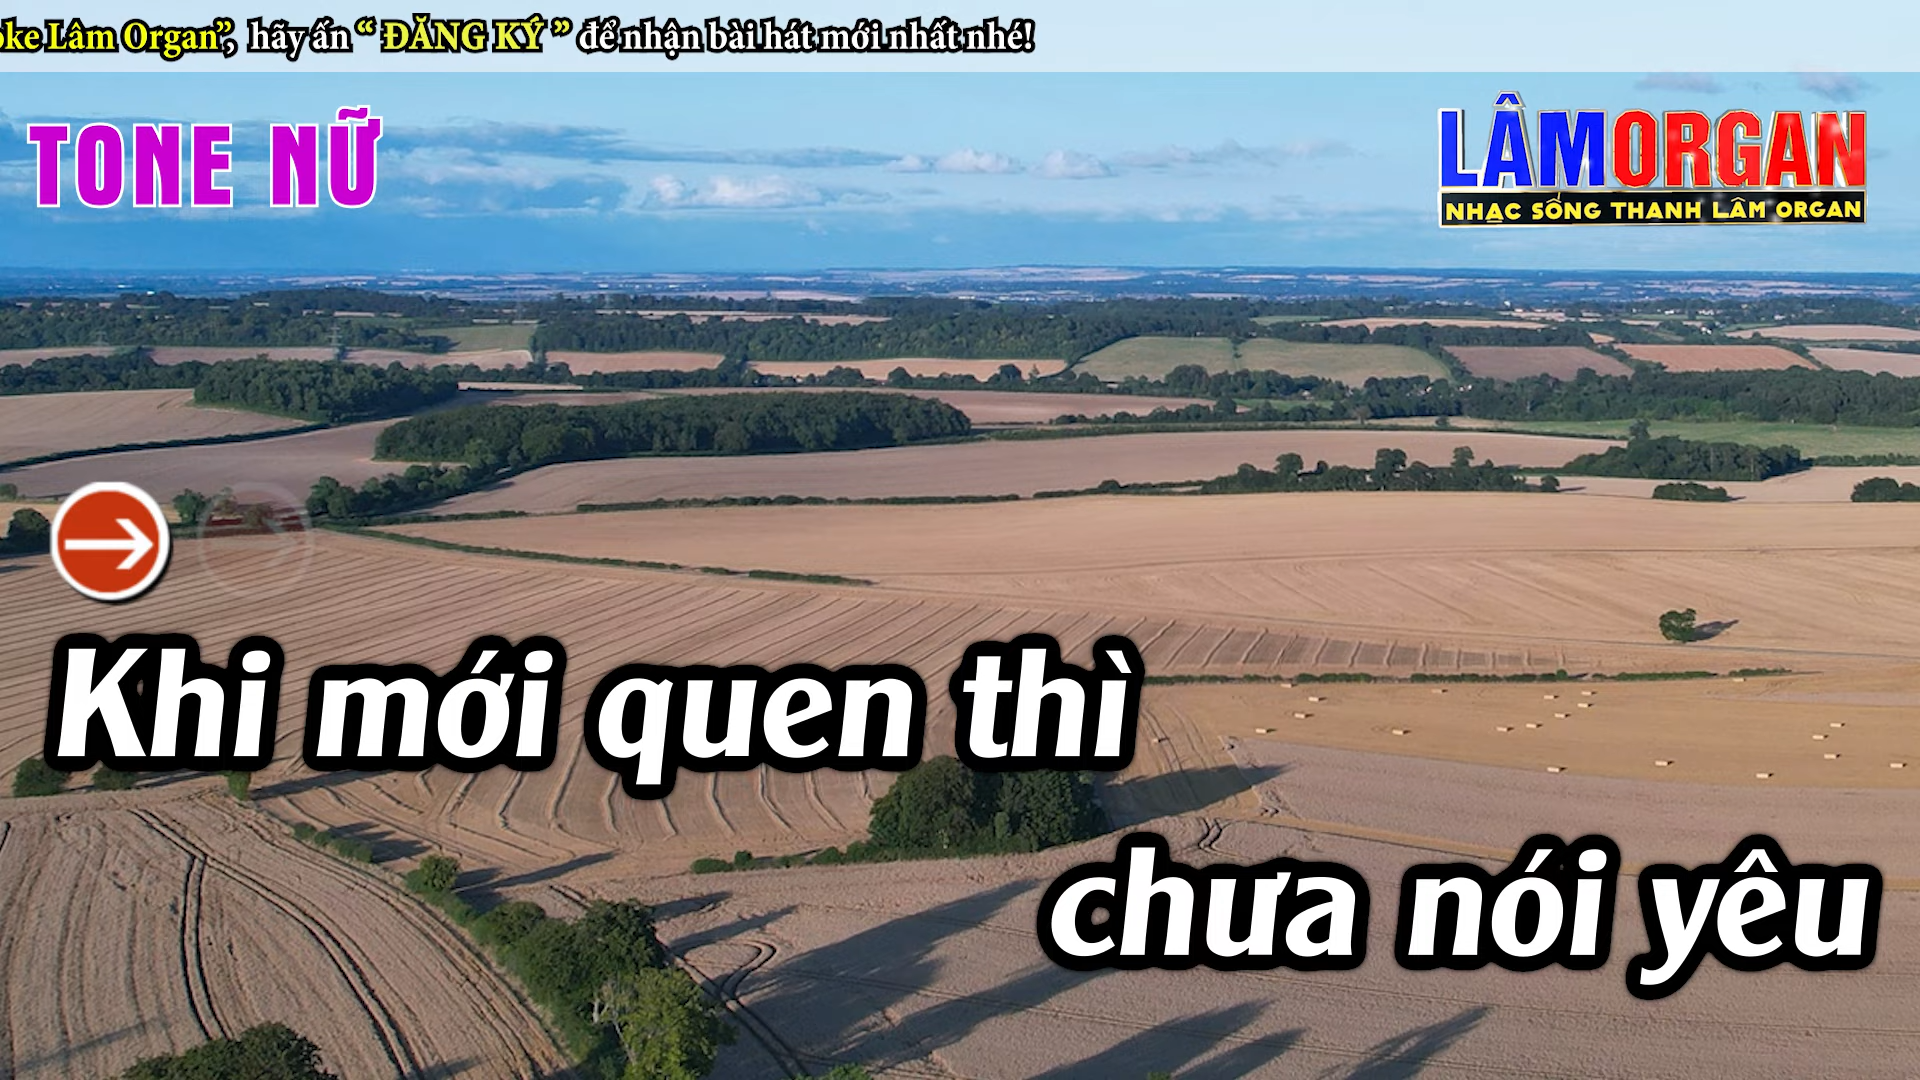 Lâm Organ”, hãy ấn “ ĐĂNG KÝ ” để nhận bài hát mới nhất nhé!
TONE NỮ
LÂMORGAN
NHẠC SỐNG THANH LÂM ORGAN
Khi mới quen thì
chưa nói yêu